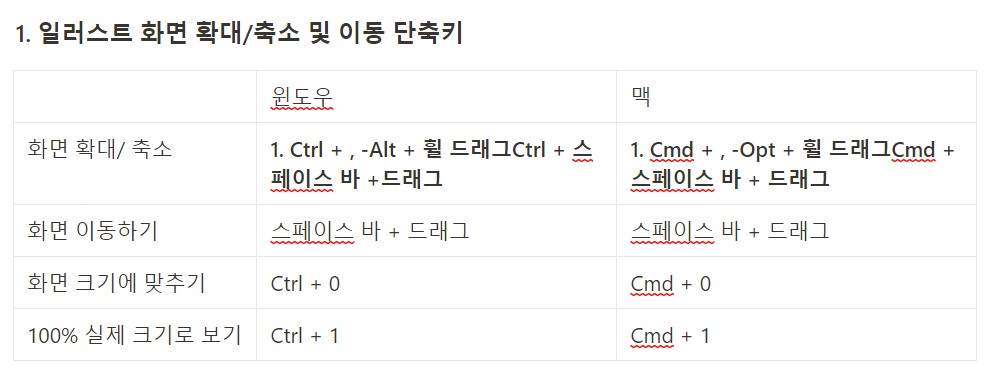 1. 일러스트 화면 확대/축소 및 이동 단축키
윈도우 맥
화면 확대/ 축소 1. Ctrl + , -Alt + 휠 드래그Ctrl + 스 1. Cmd + , -Opt + 휠 드래그Cmd +
페이스 바 +드래그 스페이스 바 + 드래그
화면 이동하기 스페이스 바 + 드래그 스페이스 바 + 드래그
화면 크기에 맞추기 Ctrl + 0 Cmd + 0
100% 실제 크기로 보기 Ctrl + 1 Cmd + 1